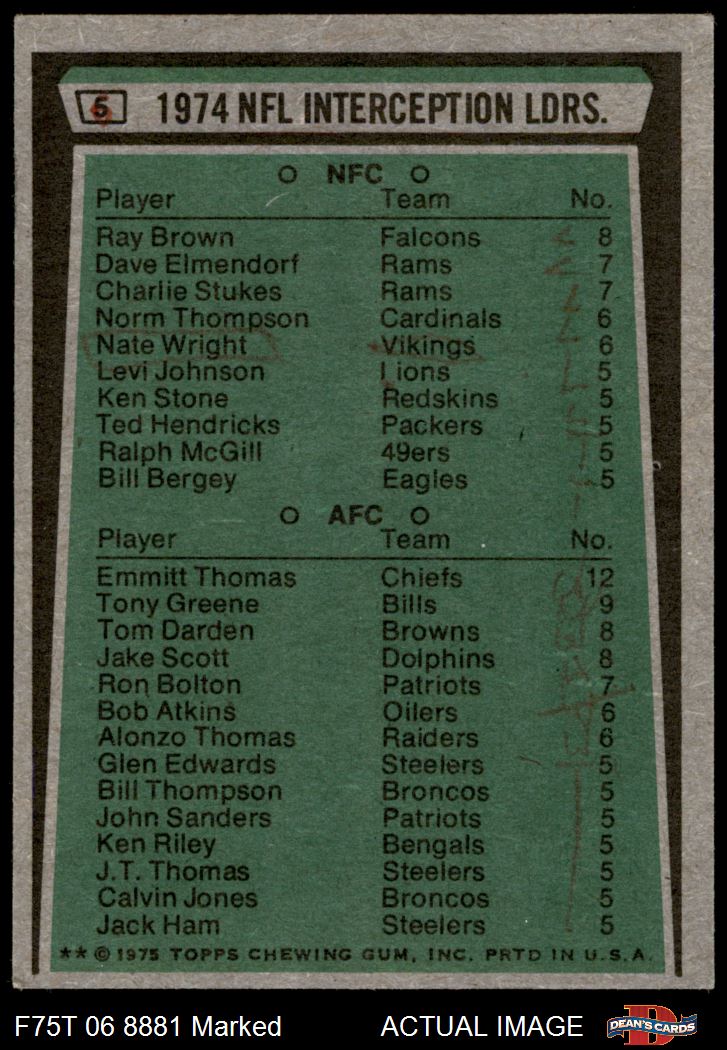 5 1974 NFL INTERCEPTION LDRS.
NFC
Player Team No.
Ray Brown Falcons 8
Dave Elmendorf Rams 7
Charlie Stukes Rams 7
Norm Thompson Cardinals 6
Nate Wright Vikings 6
Levi Johnson Lions 5
Ken Stone Redskins 5
Ted Hendricks Packers 5
Ralph McGill 49ers 5
Bill Bergey Eagles 5
AFC
Player Team No.
Emmitt Thomas Chiefs 12
Tony Greene Bills 9
Tom Darden Browns 8
Jake Scott Dolphins 8
Ron Bolton Patriots 7
Bob Atkins Oilers 6
Alonzo Thomas Raiders 6
Glen Edwards Steelers 5
Bill Thompson Broncos 5
John Sanders Patriots 5
Ken Riley Bengals 5
J.T. Thomas Steelers 5
Calvin Jones Broncos 5
Jack Ham Steelers 5
** © 1975 TOPPS CHEWING GUM, INC. PRTD IN U.S.A.
F75T 06 8881 Marked ACTUAL IMAGE DEAN'S CARDS